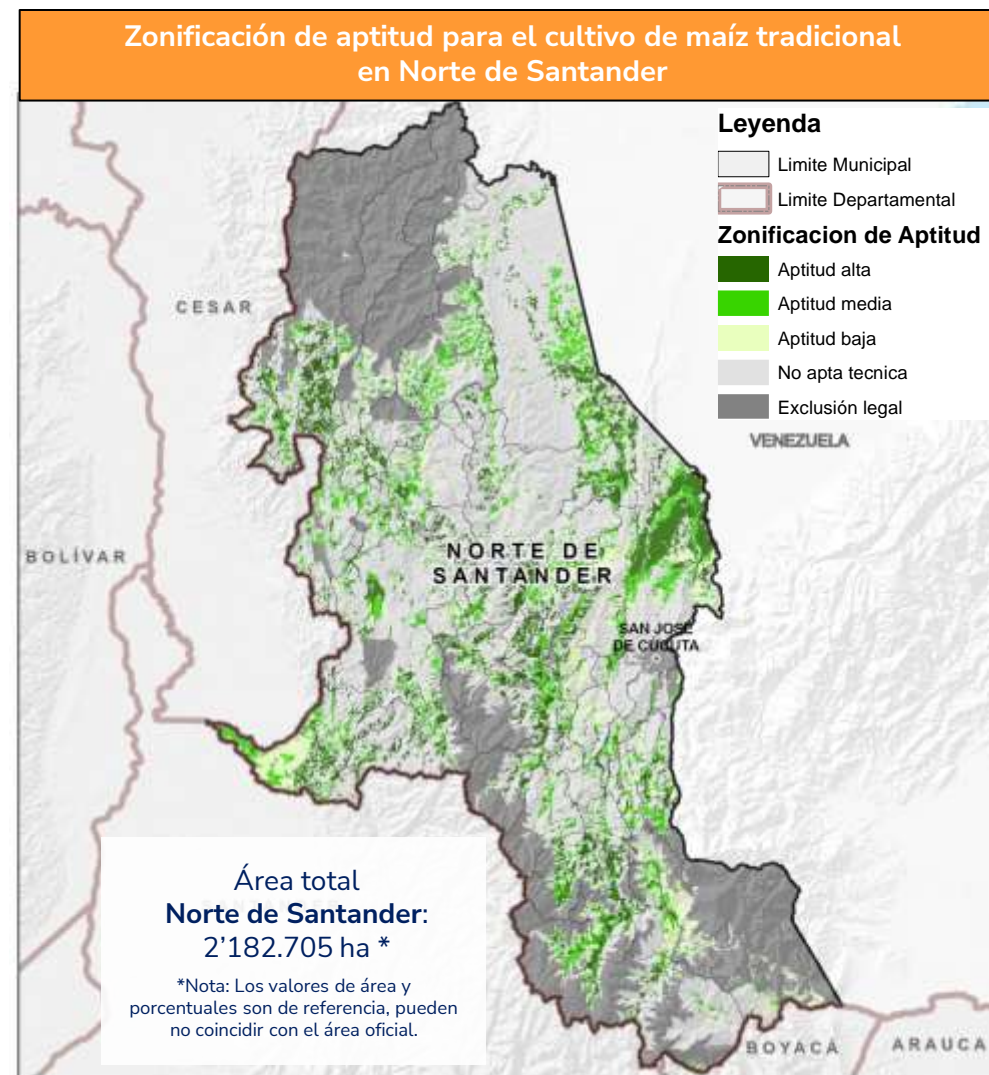 Zonificación de aptitud para el cultivo de maíz tradicional
en Norte de Santander
Leyenda
Limite Municipal
Limite Departamental
Zonificacion de Aptitud
Aptitud alta
Aptitud media
Aptitud baja
No apta tecnica
Exclusión legal
CESAR
VENEZUELA
BOLÍVAR
NORTE DE
SANTANDER
SAN JOSÉ
DE CÚCUTA
Área total
Norte de Santander:
2’182.705 ha *
*Nota: Los valores de área y
porcentuales son de referencia, pueden
no coincidir con el área oficial.
BOYACÁ
ARAUCA